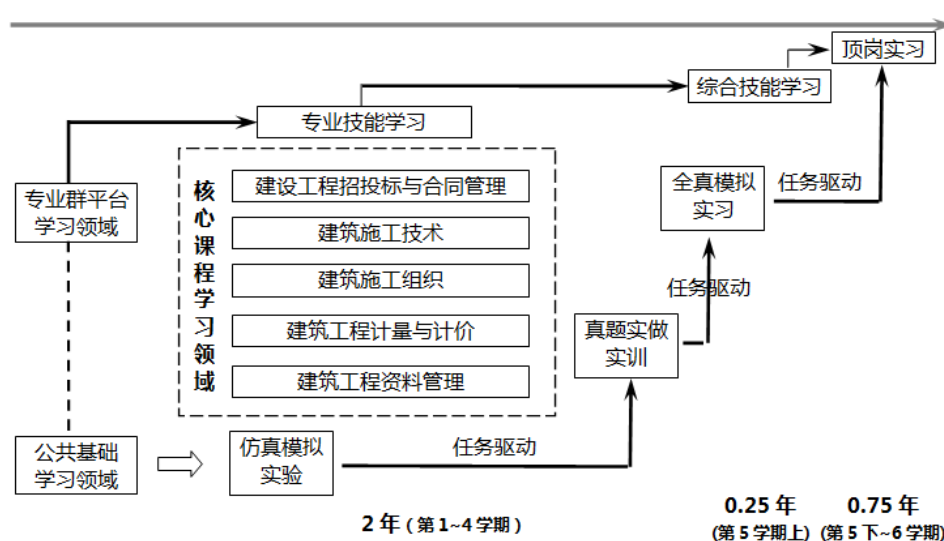 顶岗实习
综合技能学习
专业技能学习
专业群平台
学习领域
核心课程学习领域
建设工程招投标与合同管理
建筑施工技术
建筑施工组织
建筑工程计量与计价
建筑工程资料管理
全真模拟
实习
任务驱动
任务驱动
真题实做
实训
公共基础
学习领域
仿真模拟
实验
任务驱动
2年(第1~4学期)
0.25年
(第5学期上)
0.75年
(第5下~6学期)